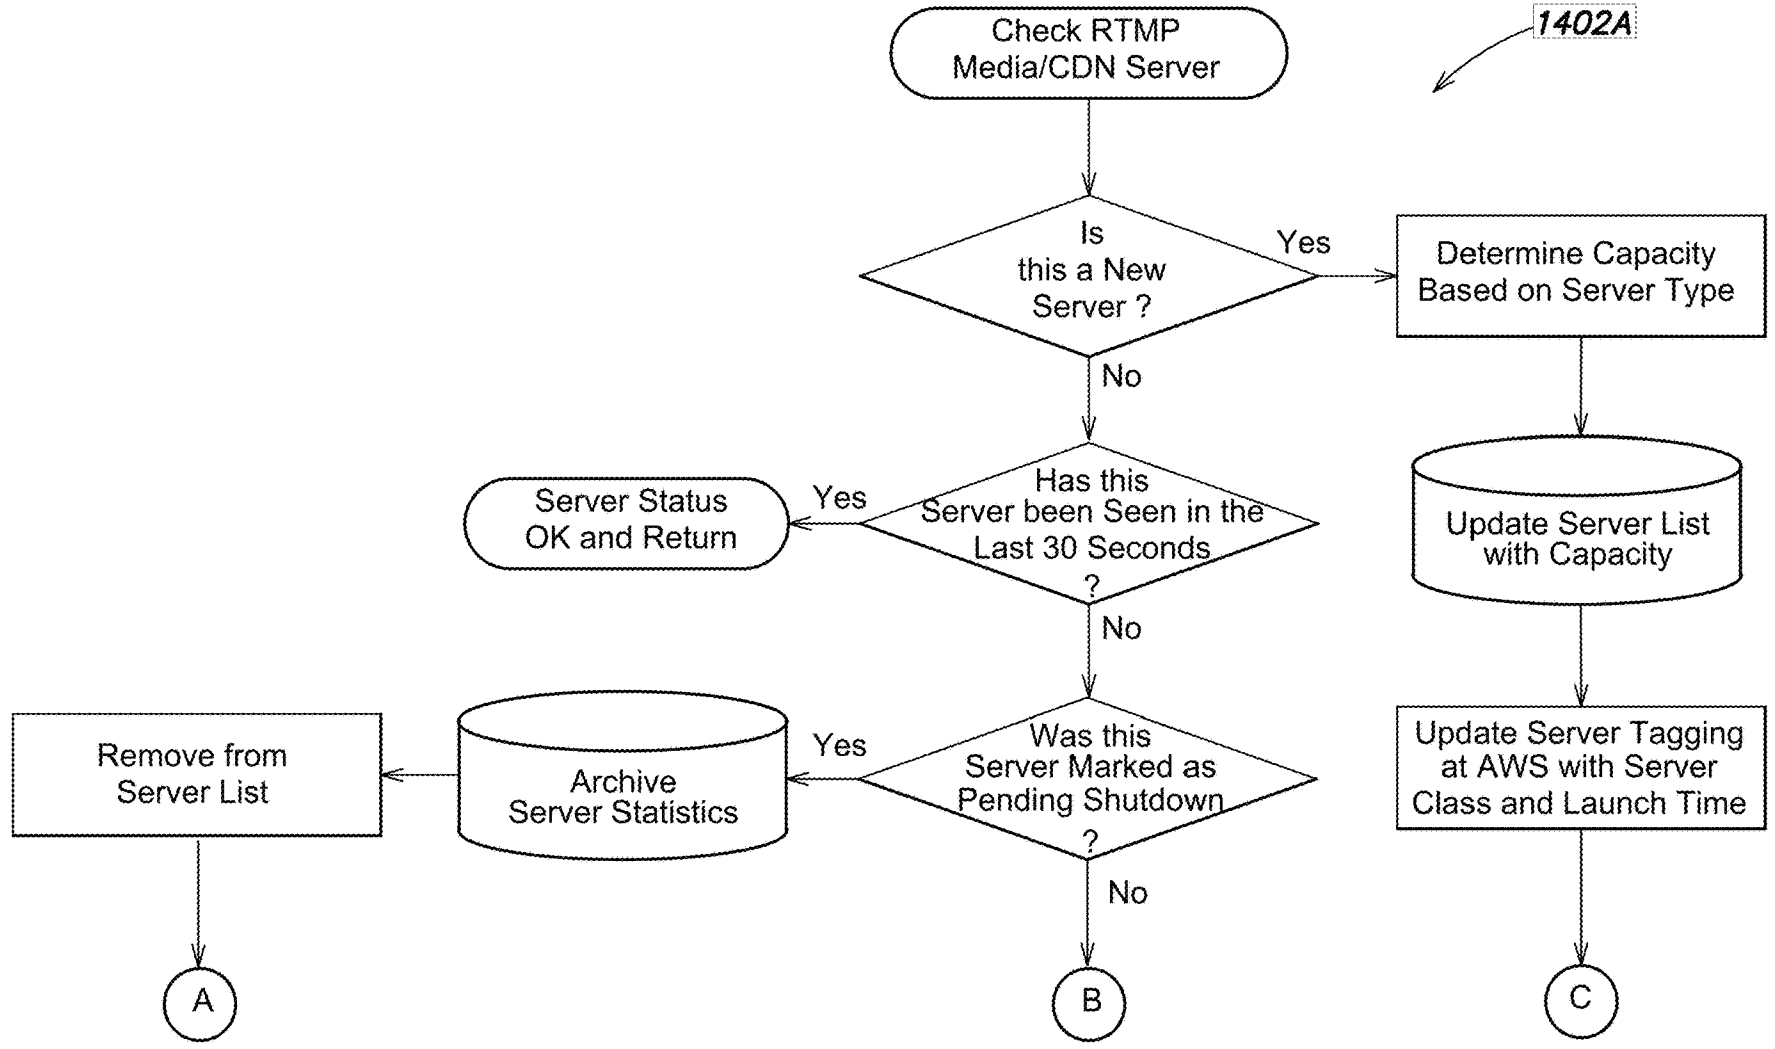 Check RTMP
Media/CDN Server
1402A
Is
this a New
Server ?
Yes
Determine Capacity
Based on Server Type
No
Has this
Server been Seen in the
Last 30 Seconds
?
Yes
Server Status
OK and Return
Update Server List
with Capacity
No
Was this
Server Marked as
Pending Shutdown
?
Yes
Archive
Server Statistics
Remove from
Server List
Update Server Tagging
at AWS with Server
Class and Launch Time
No
A
B
C